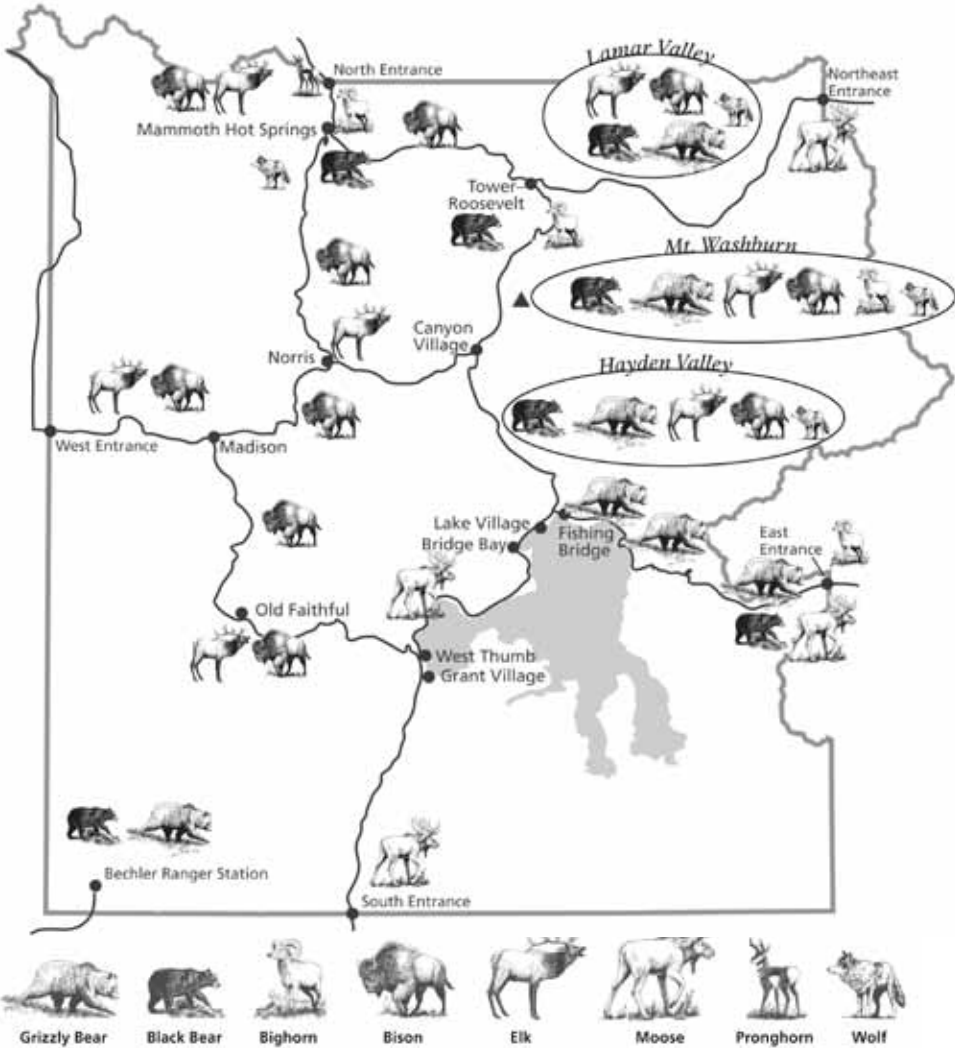 Lamar Valley
North Entrance
Northeast
Entrance
Mammoth Hot Springs
Tower-
Roosevelt
Mt. Washburn
Canyon
Village
Norris
Hayden Valley
West Entrance
Madison
Lake Village
Fishing
Bridge
Bridge Bay
East
Entrance
Old Faithful
West Thumb
Grant Village
Bechler Ranger Station
South Entrance
Grizzly Bear
Black Bear
Bighorn
Bison
Elk
Moose
Pronghorn
Wolf